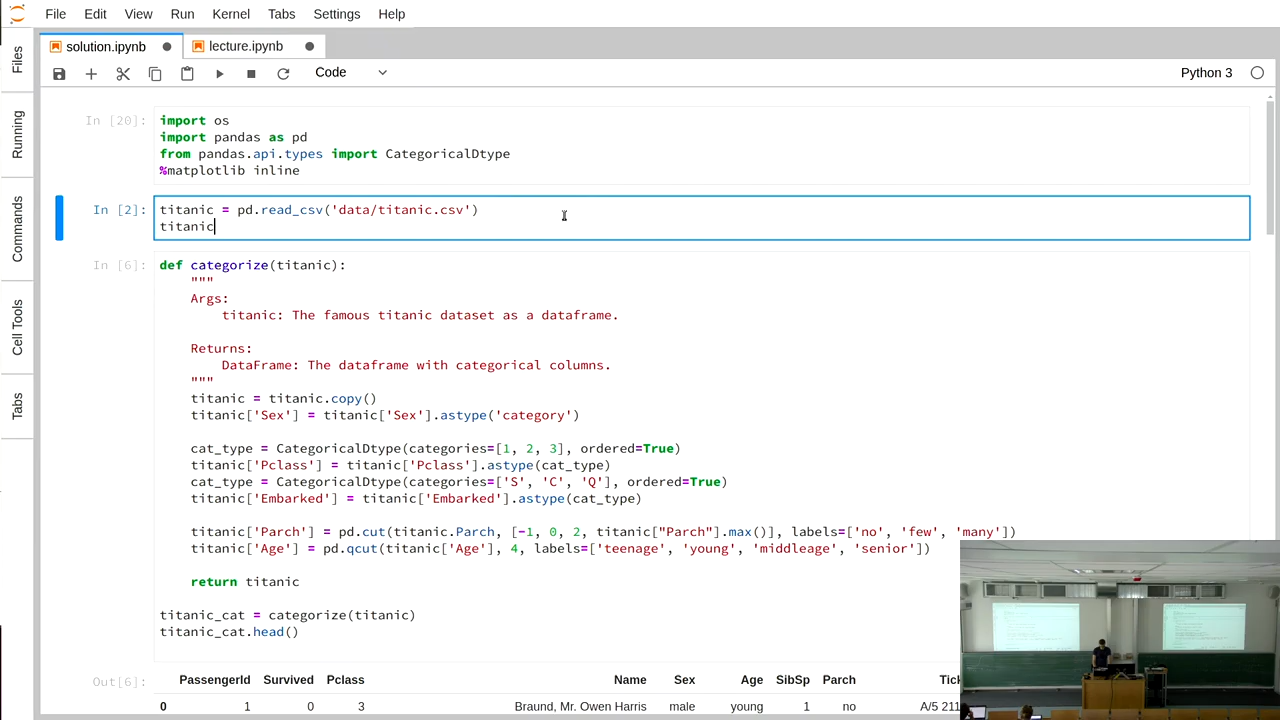 File Edit View Run Kernel Tabs Settings Help
solution.ipynb lecture.ipynb
Code Python 3
Files
Running
Commands
Cell Tools
Tabs
In [20]:
import os
import pandas as pd
from pandas.api.types import CategoricalDtype
%matplotlib inline
In [2]:
titanic = pd.read_csv('data/titanic.csv')
titanic
In [6]:
def categorize(titanic):
    """
    Args:
        titanic: The famous titanic dataset as a dataframe.
    Returns:
        DataFrame: The dataframe with categorical columns.
    """
    titanic = titanic.copy()
    titanic['Sex'] = titanic['Sex'].astype('category')
    cat_type = CategoricalDtype(categories=[1, 2, 3], ordered=True)
    titanic['Pclass'] = titanic['Pclass'].astype(cat_type)
    cat_type = CategoricalDtype(categories=['S', 'C', 'Q'], ordered=True)
    titanic['Embarked'] = titanic['Embarked'].astype(cat_type)
    titanic['Parch'] = pd.cut(titanic.Parch, [-1, 0, 2, titanic["Parch"].max()], labels=['no', 'few', 'many'])
    titanic['Age'] = pd.qcut(titanic['Age'], 4, labels=['teenage', 'young', 'middleage', 'senior'])
    return titanic
titanic_cat = categorize(titanic)
titanic_cat.head()
Out[6]:
PassengerId Survived Pclass Name Sex Age SibSp Parch Tick
0 1 0 3 Braund, Mr. Owen Harris male young 1 no A/5 211